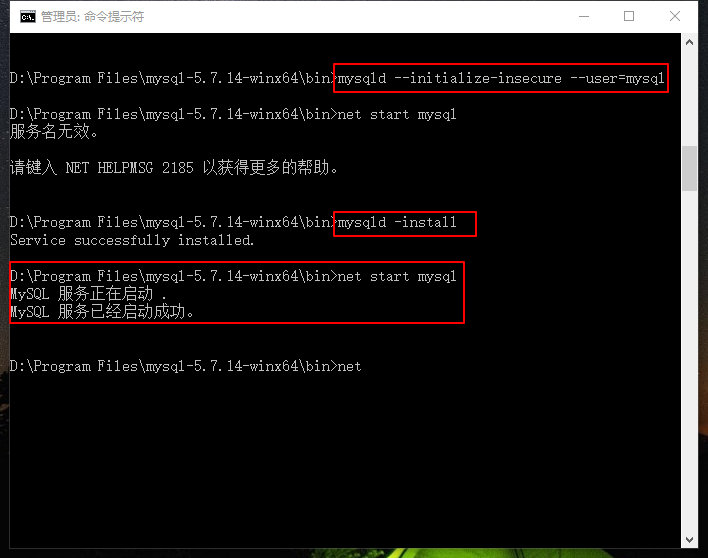 管理员: 命令提示符
D:\Program Files\mysql-5.7.14-winx64\bin>mysqld --initialize-insecure --user=mysql
D:\Program Files\mysql-5.7.14-winx64\bin>net start mysql
服务名无效。
请键入 NET HELPMSG 2185 以获得更多的帮助。
D:\Program Files\mysql-5.7.14-winx64\bin>mysqld -install
Service successfully installed.
D:\Program Files\mysql-5.7.14-winx64\bin>net start mysql
MySQL 服务正在启动 .
MySQL 服务已经启动成功。
D:\Program Files\mysql-5.7.14-winx64\bin>net